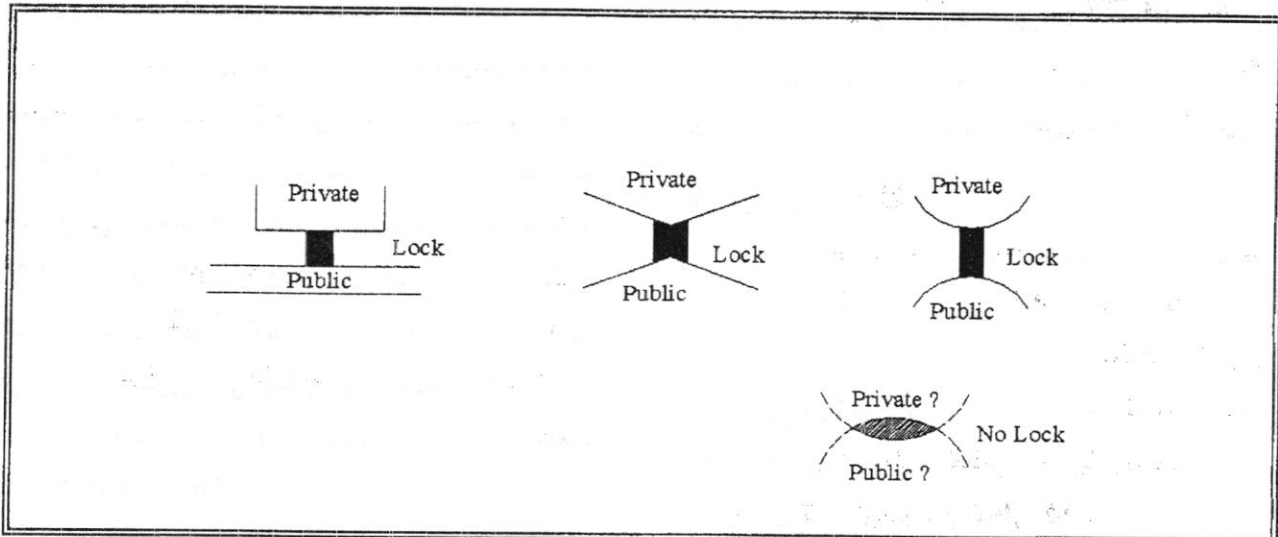 Private
Lock
Public
Private
Lock
Public
Private
Lock
Public
Private ?
No Lock
Public ?